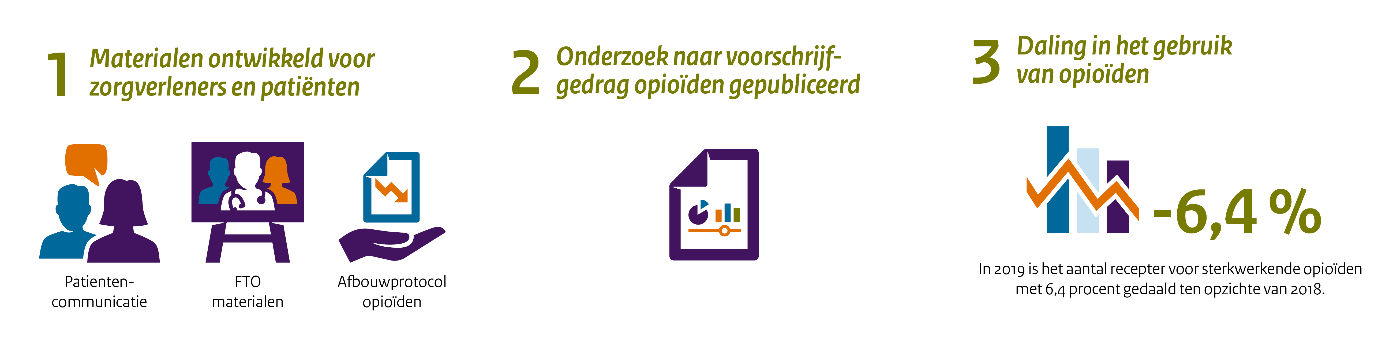 1 Materialen ontwikkeld voor
zorgverleners en patiënten
Patienten-
communicatie
FTO
materialen
Afbouwprotocol
opioïden
2 Onderzoek naar voorschrijf-
gedrag opioïden gepubliceerd
3 Daling in het gebruik
van opioïden
-6,4 %
In 2019 is het aantal recepter voor sterkwerkende opioïden
met 6,4 procent gedaald ten opzichte van 2018.